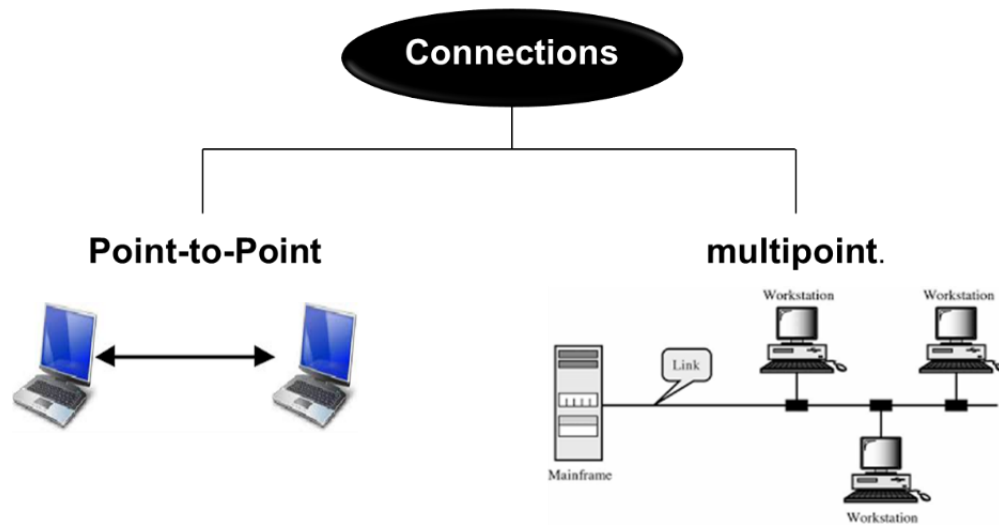 Connections
Point-to-Point
multipoint.
Workstation
Workstation
Link
Mainframe
Workstation